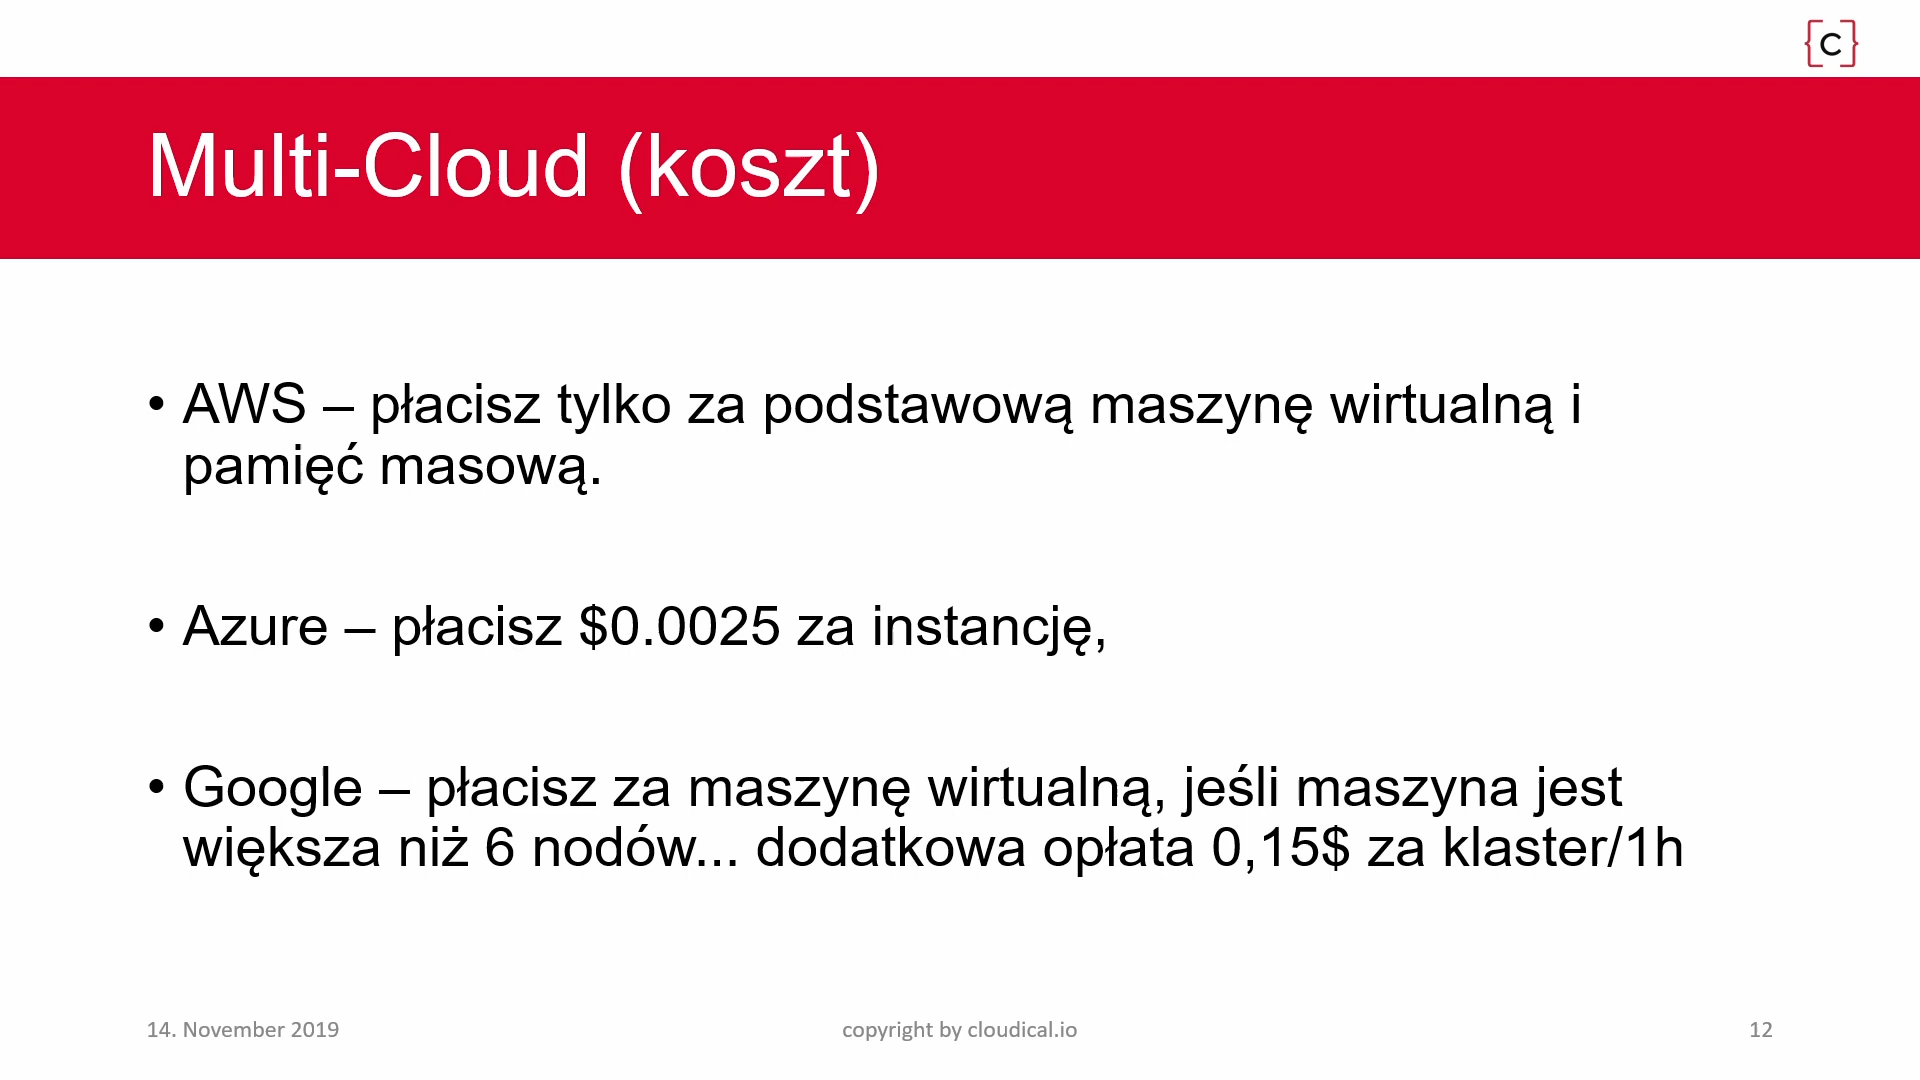 {C}
Multi-Cloud (koszt)
• AWS – płacisz tylko za podstawową maszynę wirtualną i
pamięć masową.
• Azure – płacisz $0.0025 za instancję,
• Google – płacisz za maszynę wirtualną, jeśli maszyna jest
większa niż 6 nodów... dodatkowa opłata 0,15$ za klaster/1h
14. November 2019
copyright by cloudical.io
12